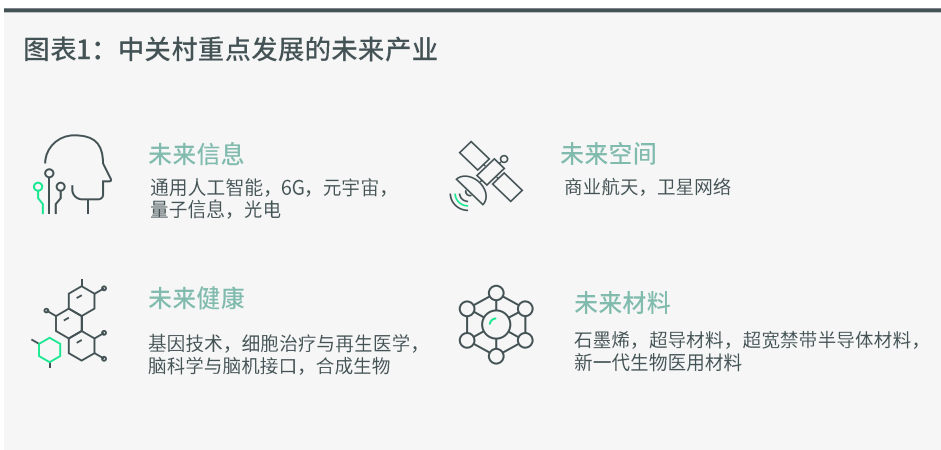 图表1：中关村重点发展的未来产业
未来信息
通用人工智能，6G，元宇宙，
量子信息，光电
未来空间
商业航天，卫星网络
未来健康
基因技术，细胞治疗与再生医学，
脑科学与脑机接口，合成生物
未来材料
石墨烯，超导材料，超宽禁带半导体材料，
新一代生物医用材料